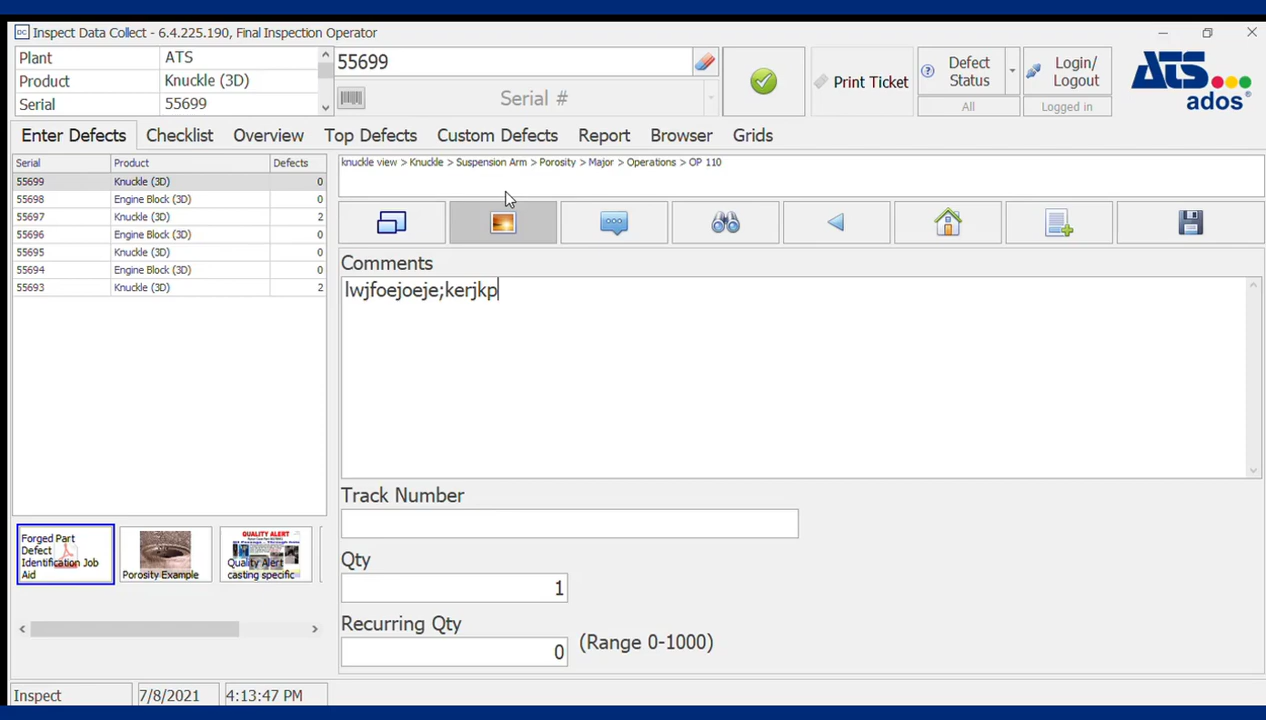 Inspect Data Collect - 6.4.225.190, Final Inspection Operator
Plant ATS
Product Knuckle (3D)
Serial 55699
55699
Serial #
Print Ticket
Defect Status
All
Login/ Logout
Logged in
ATS
ados
Enter Defects Checklist Overview Top Defects Custom Defects Report Browser Grids
Serial Product Defects
55699 Knuckle (3D) 0
55698 Engine Block (3D) 0
55697 Knuckle (3D) 2
55696 Engine Block (3D) 0
55695 Knuckle (3D) 0
55694 Engine Block (3D) 0
55693 Knuckle (3D) 2
knuckle view > Knuckle > Suspension Arm > Porosity > Major > Operations > OP 110
Comments
lwjfoejoeje;kerjkp
Track Number
Qty
1
Recurring Qty
0 (Range 0-1000)
Forged Part
Defect
Identification Job
Aid
Porosity Example
QUALITY ALERT
Quality Alert
casting specific
Inspect 7/8/2021 4:13:47 PM